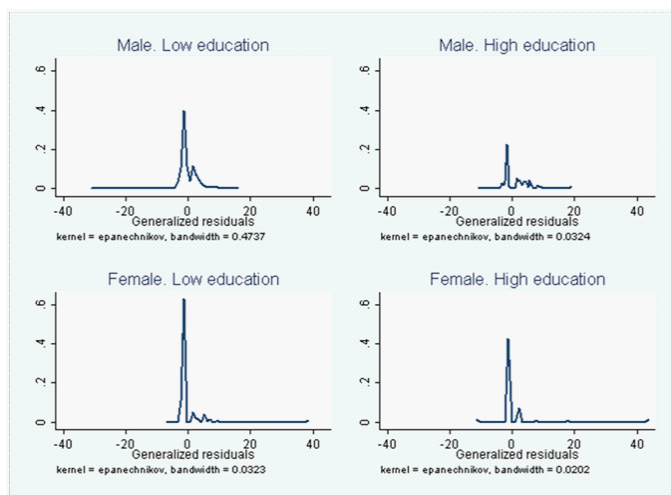 Male. Low education
.6
.4
.2
0
-40 -20 0 20 40
Generalized residuals
kernel = epanechnikov, bandwidth = 0.4737
Male. High education
.6
.4
.2
0
-40 -20 0 20 40
Generalized residuals
kernel = epanechnikov, bandwidth = 0.0324
Female. Low education
.6
.4
.2
0
-40 -20 0 20 40
Generalized residuals
kernel = epanechnikov, bandwidth = 0.0323
Female. High education
.6
.4
.2
0
-40 -20 0 20 40
Generalized residuals
kernel = epanechnikov, bandwidth = 0.0202